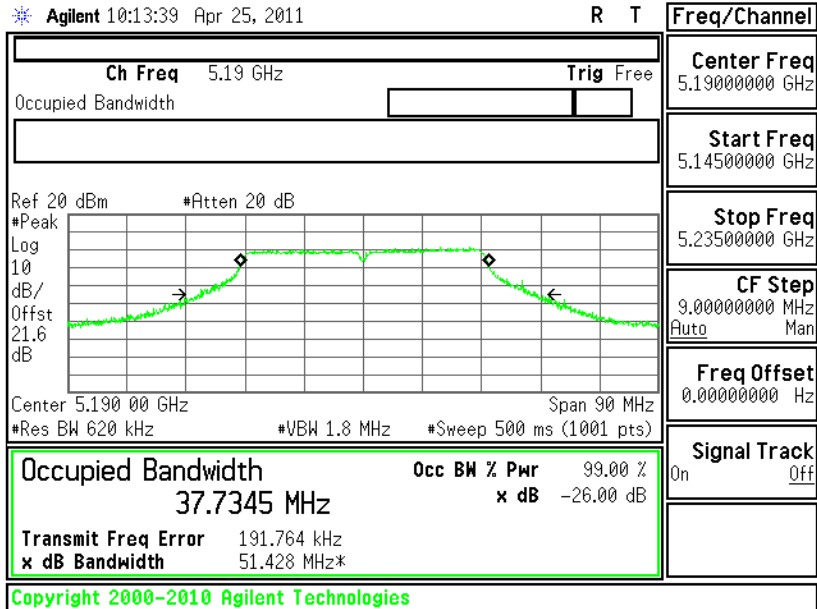 Agilent 10:13:39 Apr 25, 2011 R T
Freq/Channel
Ch Freq 5.19 GHz Trig Free
Occupied Bandwidth
Center Freq
5.19000000 GHz
Start Freq
5.14500000 GHz
Stop Freq
5.23500000 GHz
CF Step
9.00000000 MHz
Auto Man
Freq Offset
0.00000000 Hz
Signal Track
On Off
Ref 20 dBm #Atten 20 dB
#Peak
Log
10
dB/
Offst
21.6
dB
Center 5.190 00 GHz Span 90 MHz
#Res BW 620 kHz #VBW 1.8 MHz #Sweep 500 ms (1001 pts)
Occupied Bandwidth
37.7345 MHz
Occ BW % Pwr 99.00 %
x dB -26.00 dB
Transmit Freq Error 191.764 kHz
x dB Bandwidth 51.428 MHz*
Copyright 2000-2010 Agilent Technologies